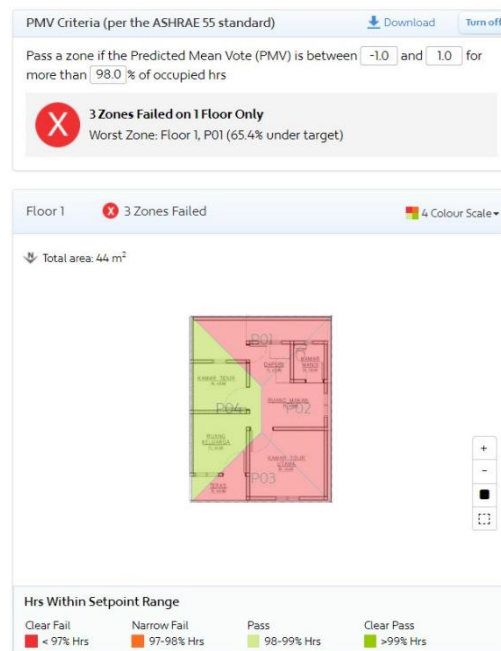 PMV Criteria (per the ASHRAE 55 standard)
Download
Turn off
Pass a zone if the Predicted Mean Vote (PMV) is between -1.0 and 1.0 for
more than 98.0 % of occupied hrs
X
3 Zones Failed on 1 Floor Only
Worst Zone: Floor 1, P01 (65.4% under target)
Floor 1
3 Zones Failed
4 Colour Scale
N
Total area: 44 m²
P01
DAPUR
KAMAR
MANDI
KAMAR TIDUR
RUANG MAKAN
P04
P02
RUANG
KELUARGA
KAMAR TIDUR
UTAMA
P03
TERAS
+
-
Hrs Within Setpoint Range
Clear Fail
Narrow Fail
Pass
Clear Pass
< 97% Hrs
97-98% Hrs
98-99% Hrs
>99% Hrs